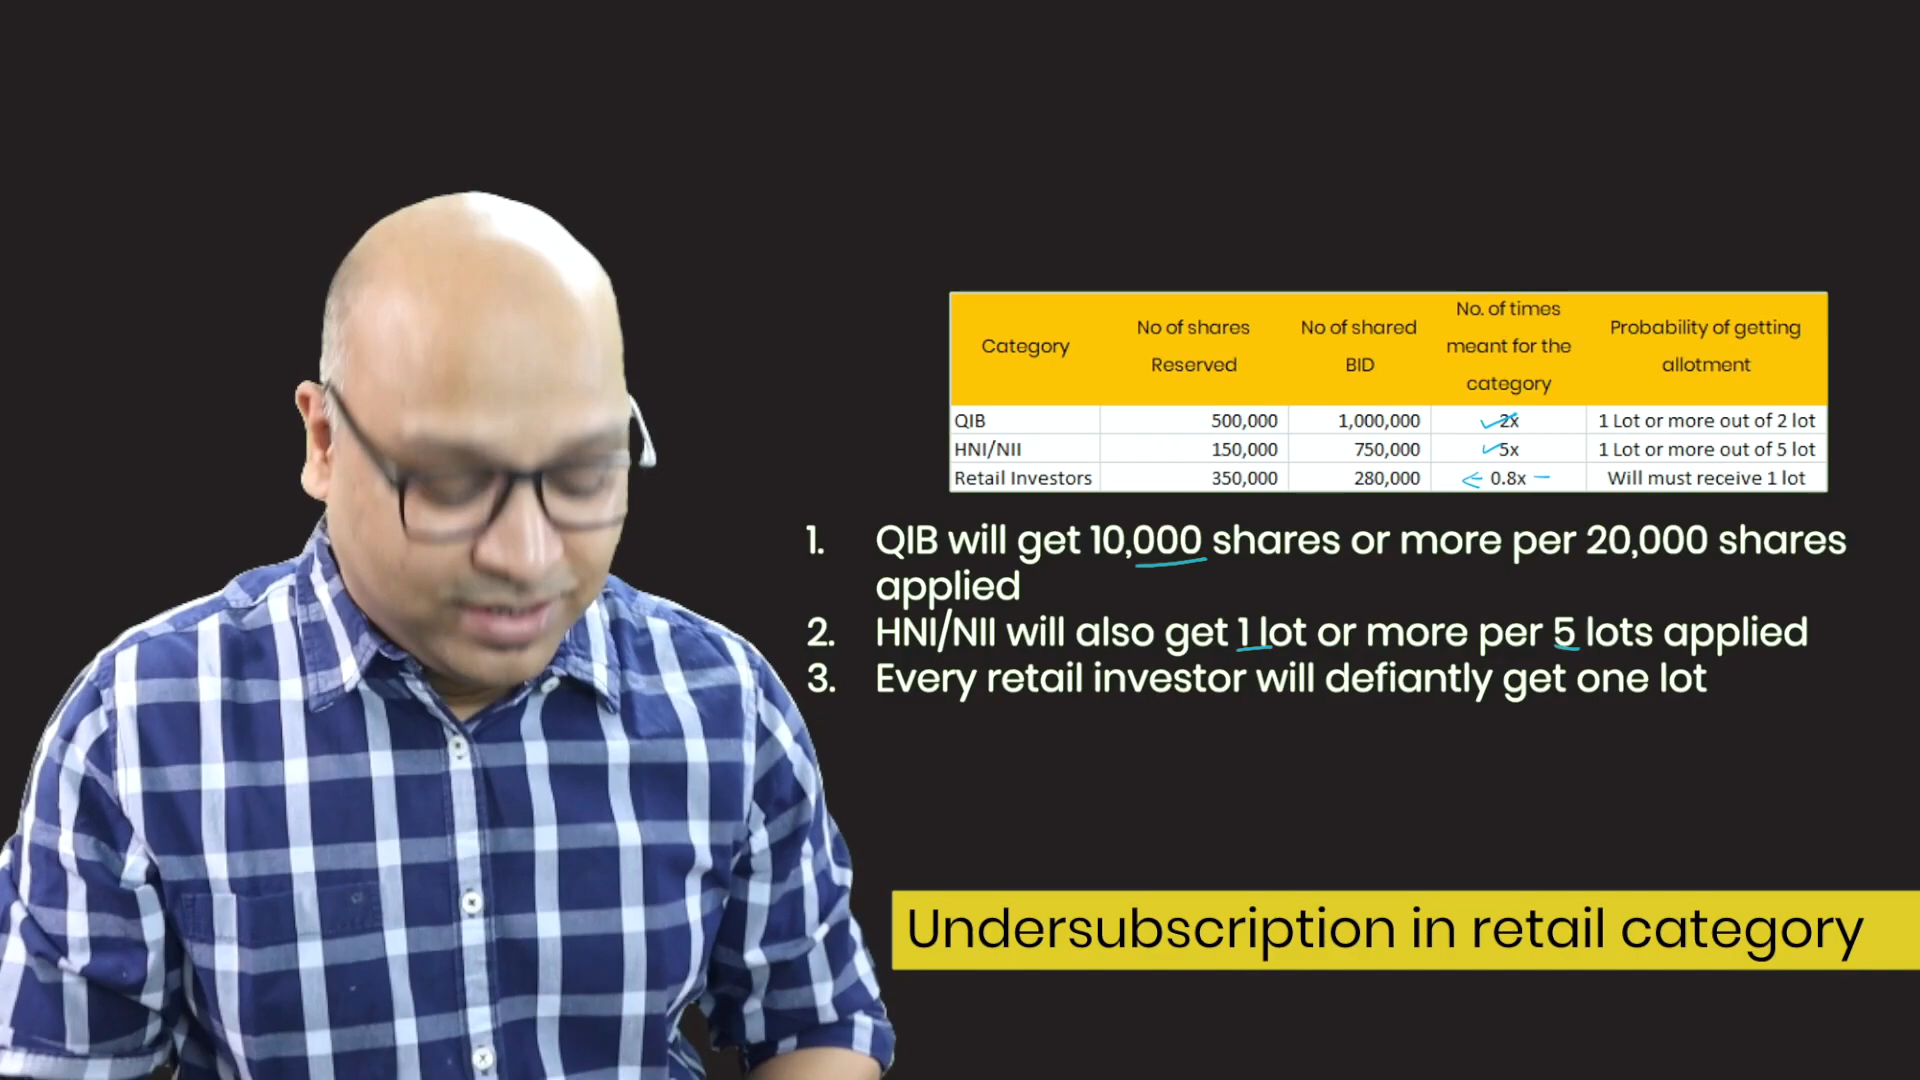 Category No of shares Reserved No of shared BID No. of times meant for the category Probability of getting allotment
QIB 500,000 1,000,000 2x 1 Lot or more out of 2 lot
HNI/NII 150,000 750,000 5x 1 Lot or more out of 5 lot
Retail Investors 350,000 280,000 0.8x Will must receive 1 lot
1. QIB will get 10,000 shares or more per 20,000 shares
applied
2. HNI/NII will also get 1 lot or more per 5 lots applied
3. Every retail investor will defiantly get one lot
Undersubscription in retail category